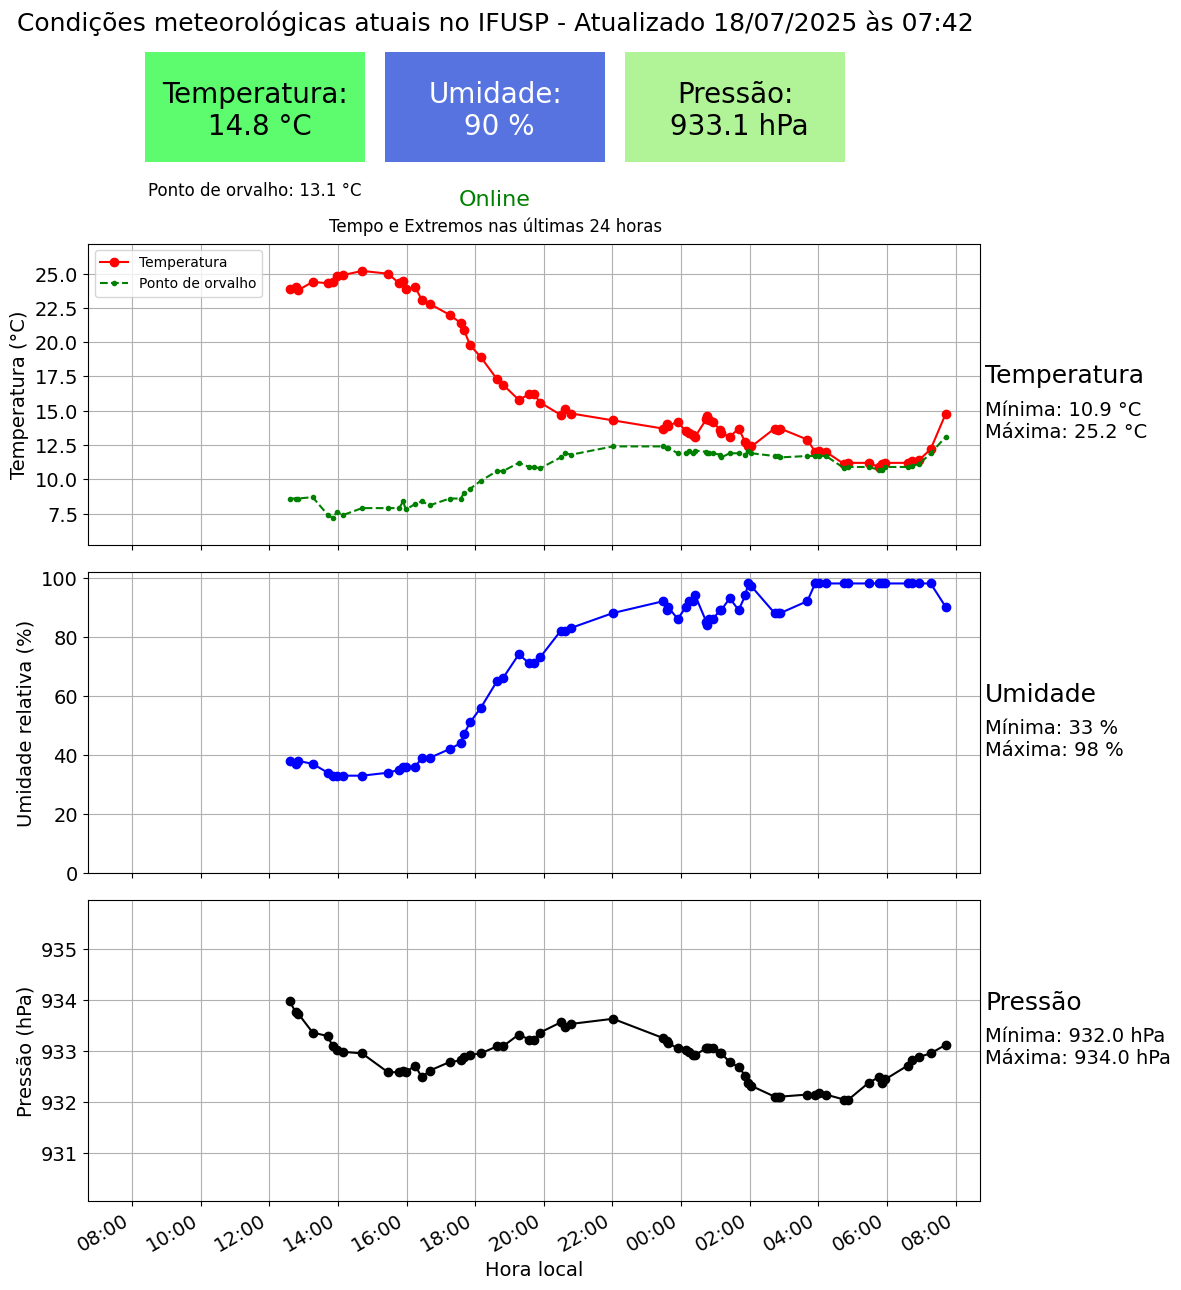 Condições meteorológicas atuais no IFUSP - Atualizado 18/07/2025 às 07:42
Temperatura:
14.8 °C
Umidade:
90 %
Pressão:
933.1 hPa
Ponto de orvalho: 13.1 °C
Online
Tempo e Extremos nas últimas 24 horas
Temperatura
Ponto de orvalho
Temperatura (°C)
25.0
22.5
20.0
17.5
15.0
12.5
10.0
7.5
Temperatura
Mínima: 10.9 °C
Máxima: 25.2 °C
Umidade relativa (%)
100
80
60
40
20
0
Umidade
Mínima: 33 %
Máxima: 98 %
Pressão (hPa)
935
934
933
932
931
Pressão
Mínima: 932.0 hPa
Máxima: 934.0 hPa
08:00 10:00 12:00 14:00 16:00 18:00 20:00 22:00 00:00 02:00 04:00 06:00 08:00
Hora local